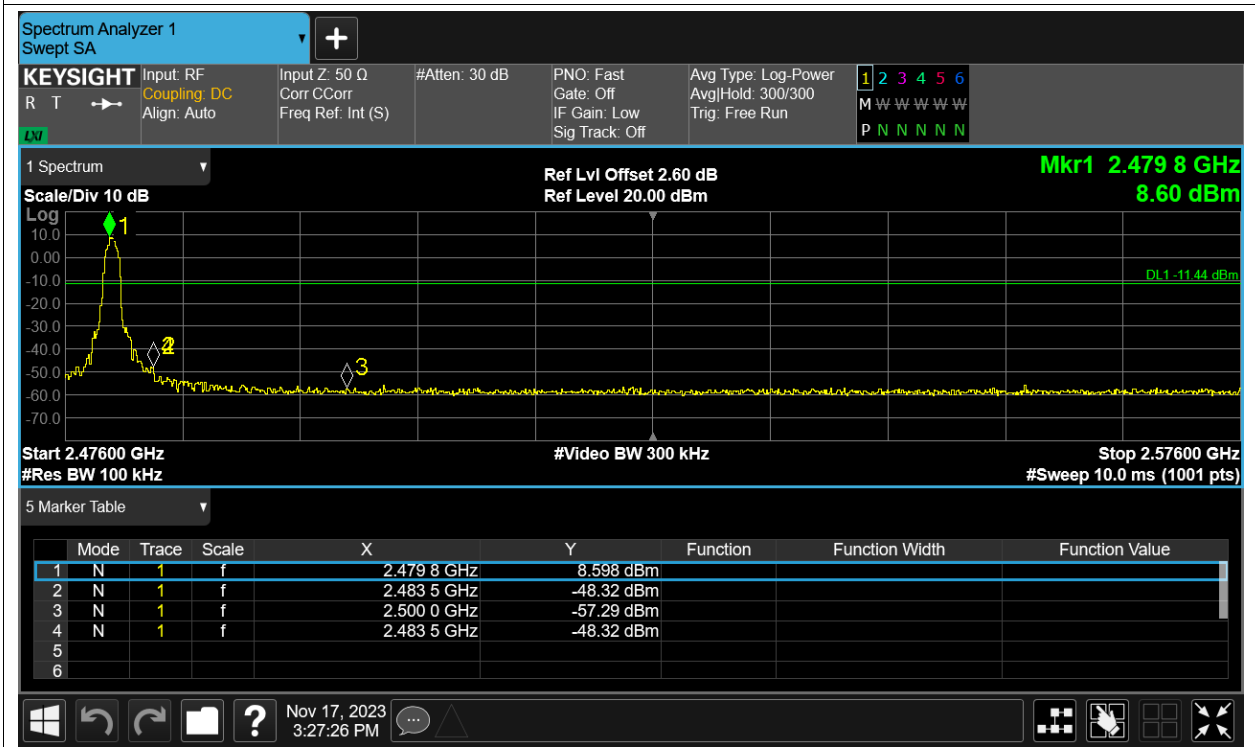 Spectrum Analyzer 1
Swept SA
+
KEYSIGHT Input: RF Input Z: 50 Ω #Atten: 30 dB PNO: Fast Avg Type: Log-Power 1 2 3 4 5 6
R T Coupling: DC Corr CCorr Gate: Off Avg|Hold: 300/300 M W W W W W
Align: Auto Freq Ref: Int (S) IF Gain: Low Trig: Free Run
LXI Sig Track: Off P N N N N N
1 Spectrum Ref Lvl Offset 2.60 dB Mkr1 2.479 8 GHz
Scale/Div 10 dB Ref Level 20.00 dBm 8.60 dBm
Log
1
10.0
0.00
-10.0 DL1 -11.44 dBm
-20.0
-30.0
-40.0 2
-50.0 3
-60.0
-70.0
Start 2.47600 GHz #Video BW 300 kHz Stop 2.57600 GHz
#Res BW 100 kHz #Sweep 10.0 ms (1001 pts)
5 Marker Table
Mode Trace Scale X Y Function Function Width Function Value
1 N 1 f 2.479 8 GHz 8.598 dBm
2 N 1 f 2.483 5 GHz -48.32 dBm
3 N 1 f 2.500 0 GHz -57.29 dBm
4 N 1 f 2.483 5 GHz -48.32 dBm
5
6
? Nov 17, 2023
3:27:26 PM